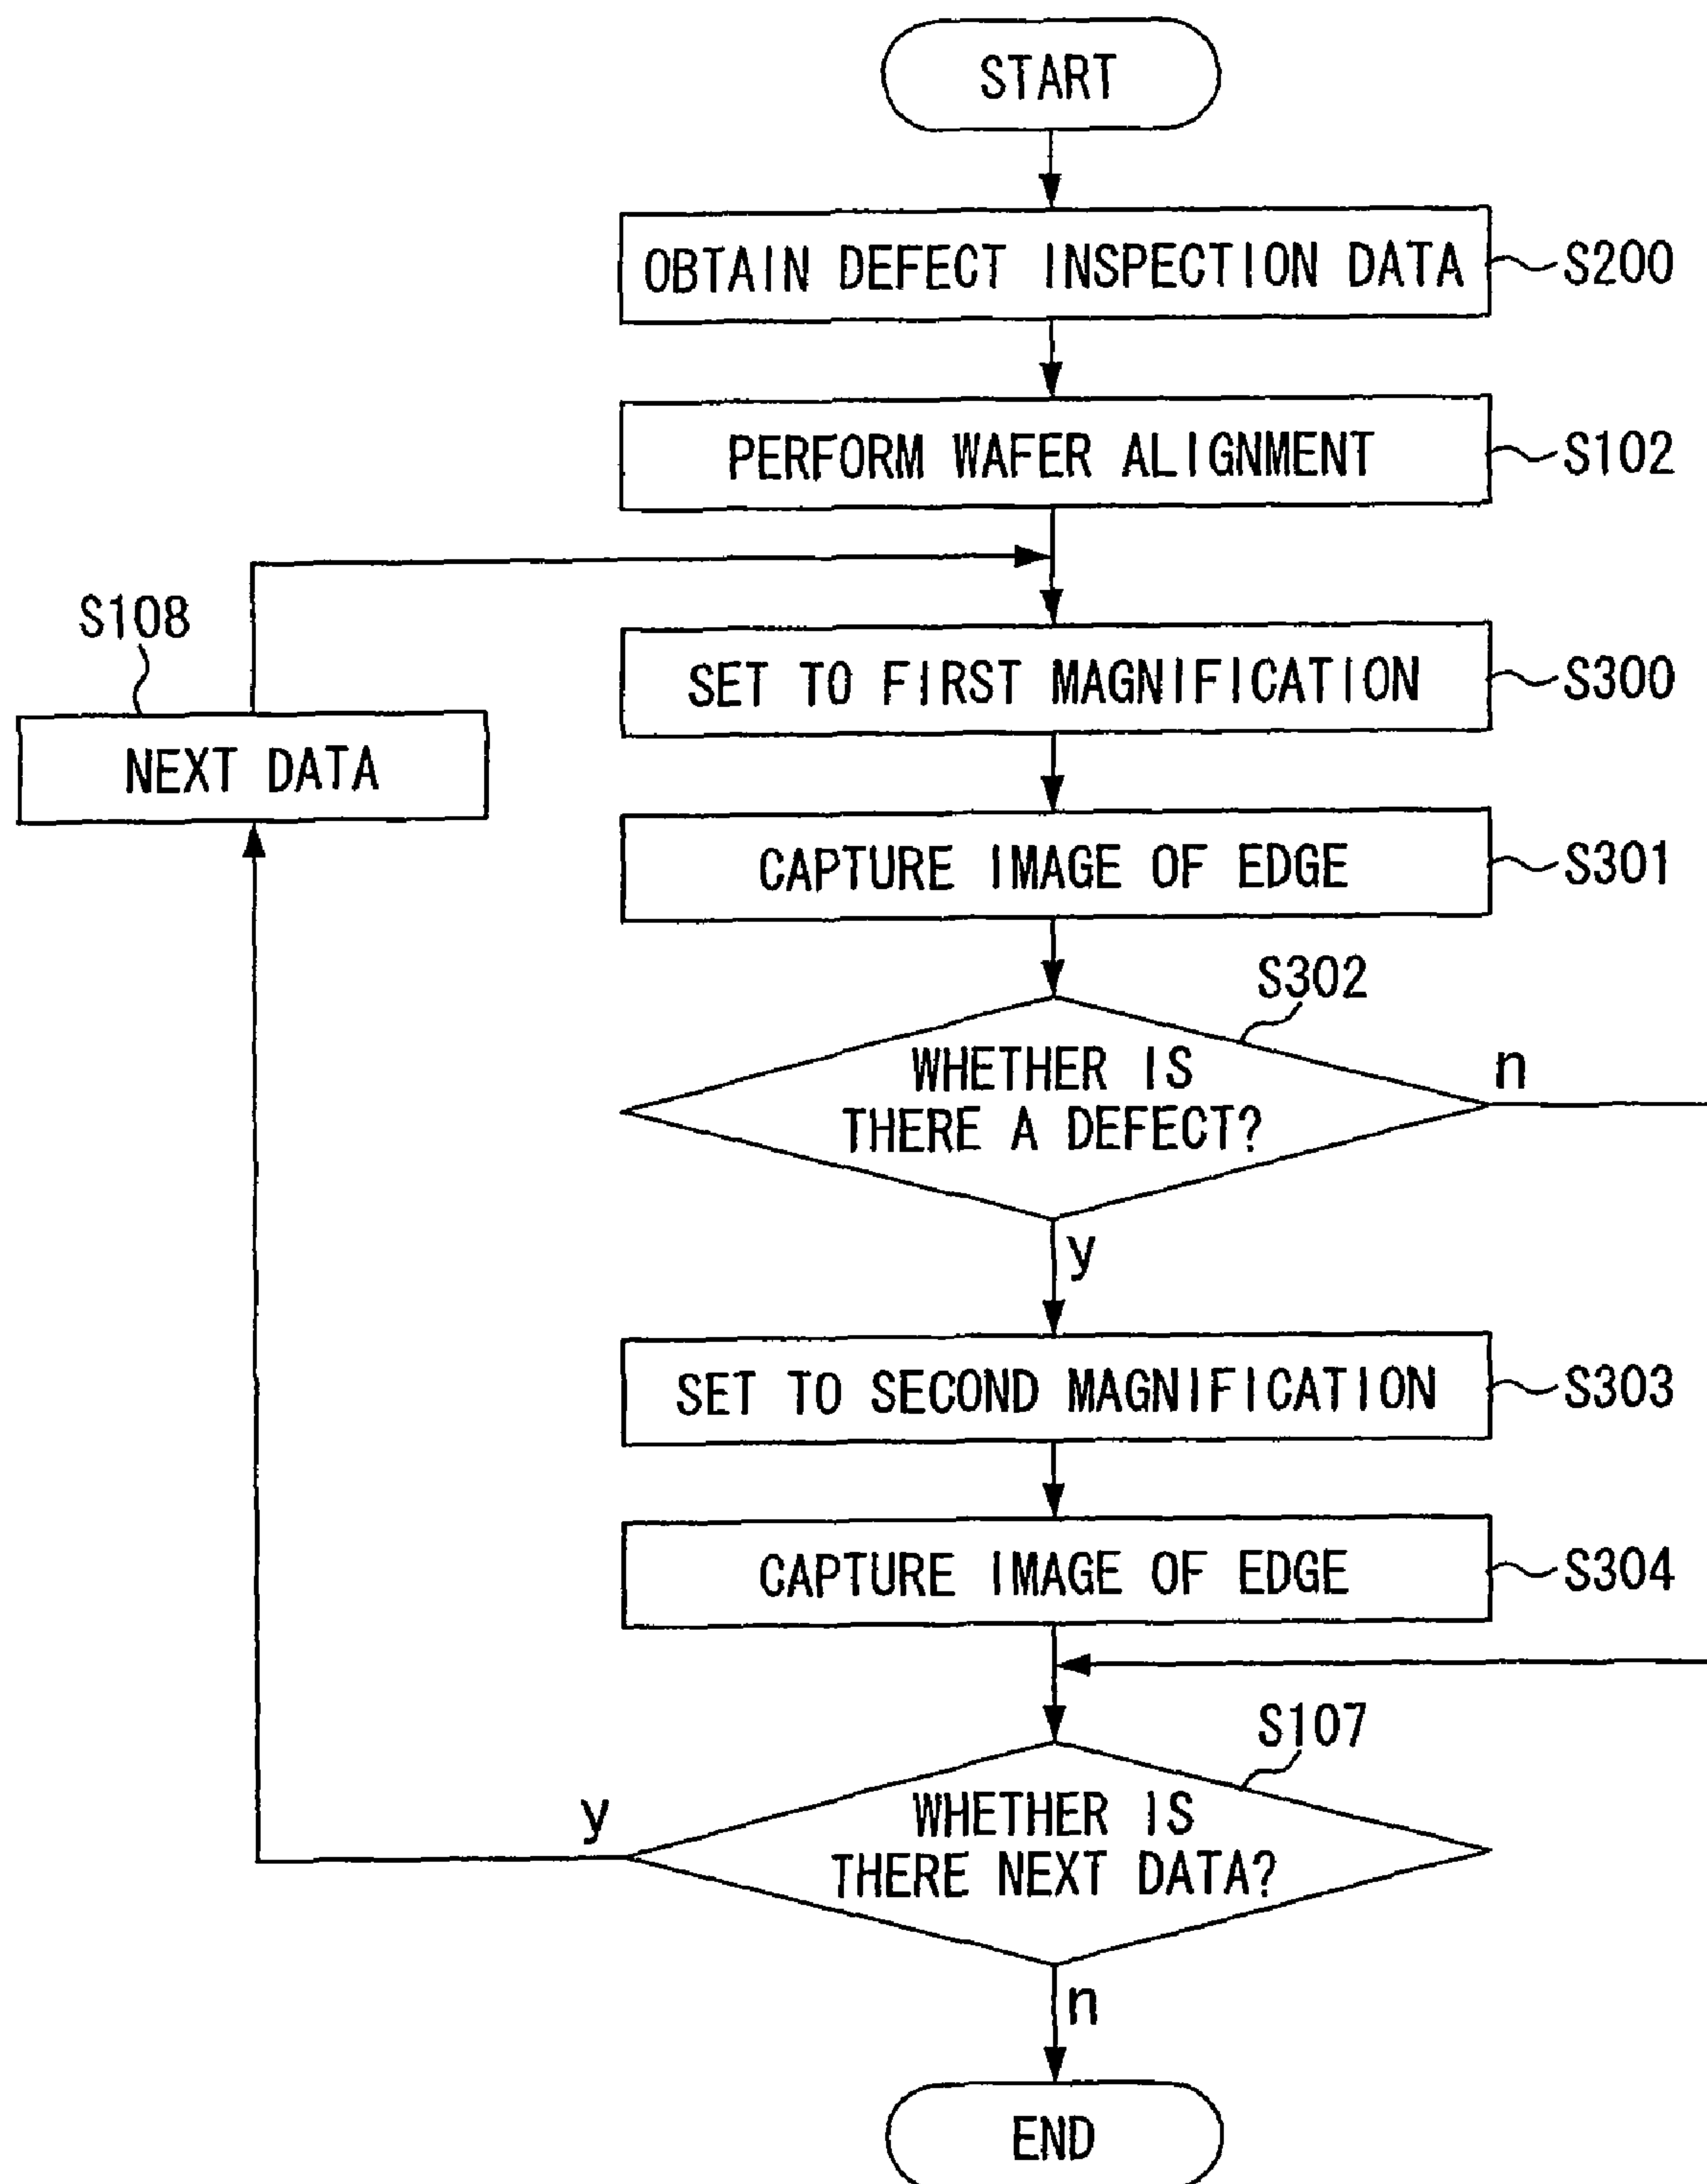 START
OBTAIN DEFECT INSPECTION DATA
S200
PERFORM WAFER ALIGNMENT
S102
S108
NEXT DATA
SET TO FIRST MAGNIFICATION
S300
CAPTURE IMAGE OF EDGE
S301
S302
WHETHER IS
THERE A DEFECT?
n
y
SET TO SECOND MAGNIFICATION
S303
CAPTURE IMAGE OF EDGE
S304
S107
WHETHER IS
THERE NEXT DATA?
y
n
END